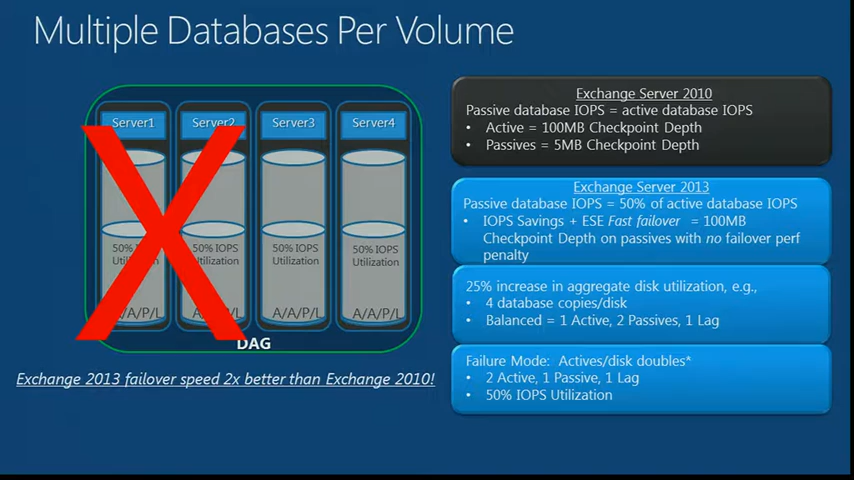 Multiple Databases Per Volume
Server1
Server2
Server3
Server4
50% IOPS
Utilization
50% IOPS
Utilization
50% IOPS
Utilization
50% IOPS
Utilization
A/A/P/L
A/A/P/L
A/A/P/L
A/A/P/L
DAG
Exchange 2013 failover speed 2x better than Exchange 2010!
Exchange Server 2010
Passive database IOPS = active database IOPS
• Active = 100MB Checkpoint Depth
• Passives = 5MB Checkpoint Depth
Exchange Server 2013
Passive database IOPS = 50% of active database IOPS
• IOPS Savings + ESE Fast failover = 100MB
Checkpoint Depth on passives with no failover perf
penalty
25% increase in aggregate disk utilization, e.g.,
• 4 database copies/disk
• Balanced = 1 Active, 2 Passives, 1 Lag
Failure Mode: Actives/disk doubles*
• 2 Active, 1 Passive, 1 Lag
• 50% IOPS Utilization